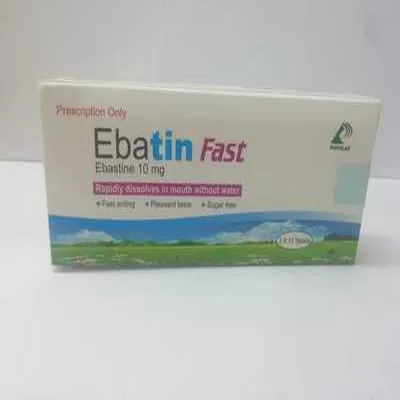 Prescription Only
Ebatin Fast
Ebastine 10 mg
Rapidly dissolves in mouth without water
• Fast acting • Pleasant taste • Sugar free
Tablets